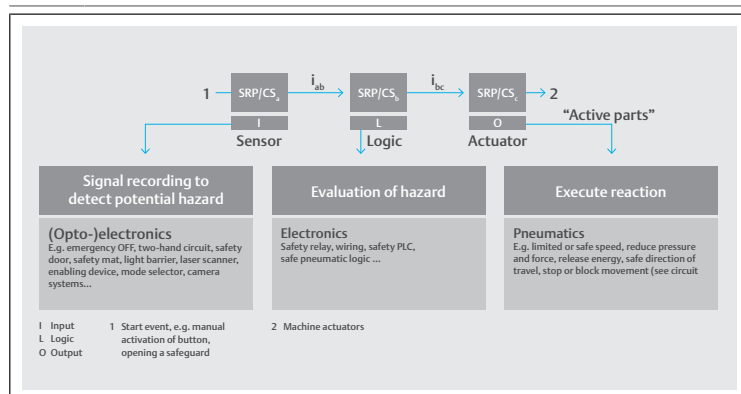 1
SRP/CSa
iab
SRP/CSb
ibc
SRP/CSc
2
I
L
O
"Active parts"
Sensor
Logic
Actuator
Signal recording to
detect potential hazard
Evaluation of hazard
Execute reaction
(Opto-)electronics
E.g. emergency OFF, two-hand circuit, safety
door, safety mat, light barrier, laser scanner,
enabling device, mode selector, camera
systems...
Electronics
Safety relay, wiring, safety PLC,
safe pneumatic logic ...
Pneumatics
E.g. limited or safe speed, reduce pressure
and force, release energy, safe direction of
travel, stop or block movement (see circuit
I Input
L Logic
O Output
1 Start event, e.g. manual
activation of button,
opening a safeguard
2 Machine actuators